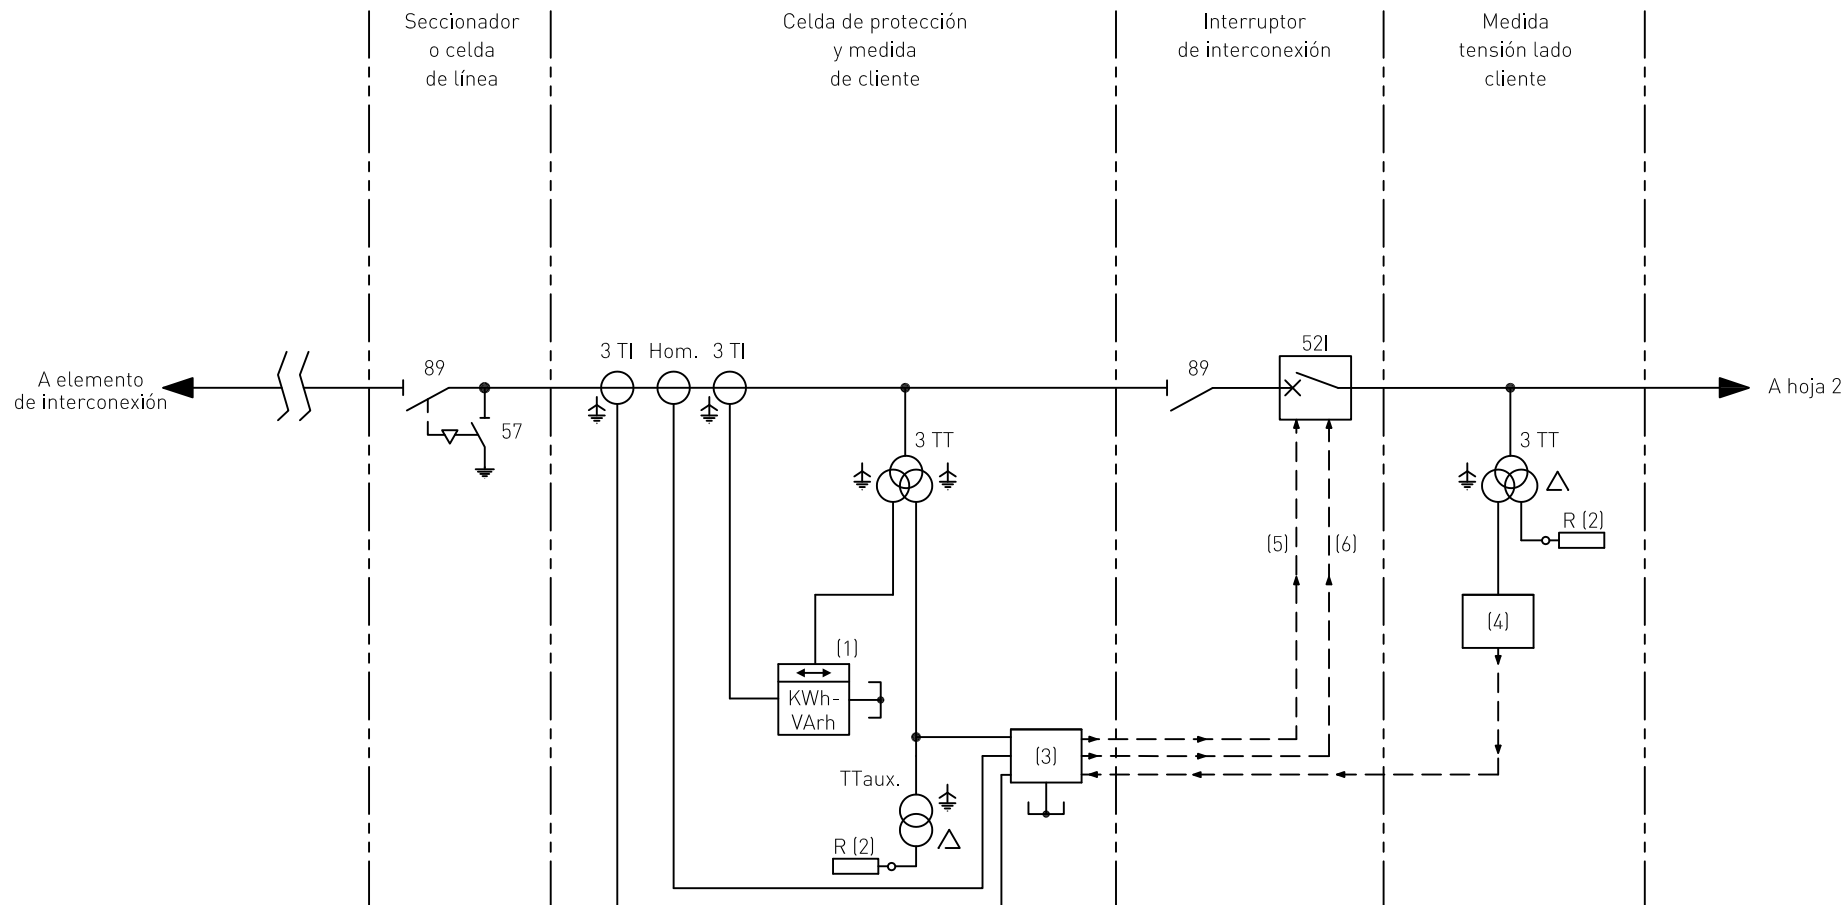 Seccionador
o celda
de línea
Celda de protección
y medida
de cliente
Interruptor
de interconexión
Medida
tensión lado
cliente
A elemento
de interconexión
89
57
3 TI
Hom.
3 TI
89
52I
A hoja 2
3 TT
3 TT
R (2)
(5)
(6)
(4)
(1)
KWh-
VArh
(3)
TTaux.
R (2)